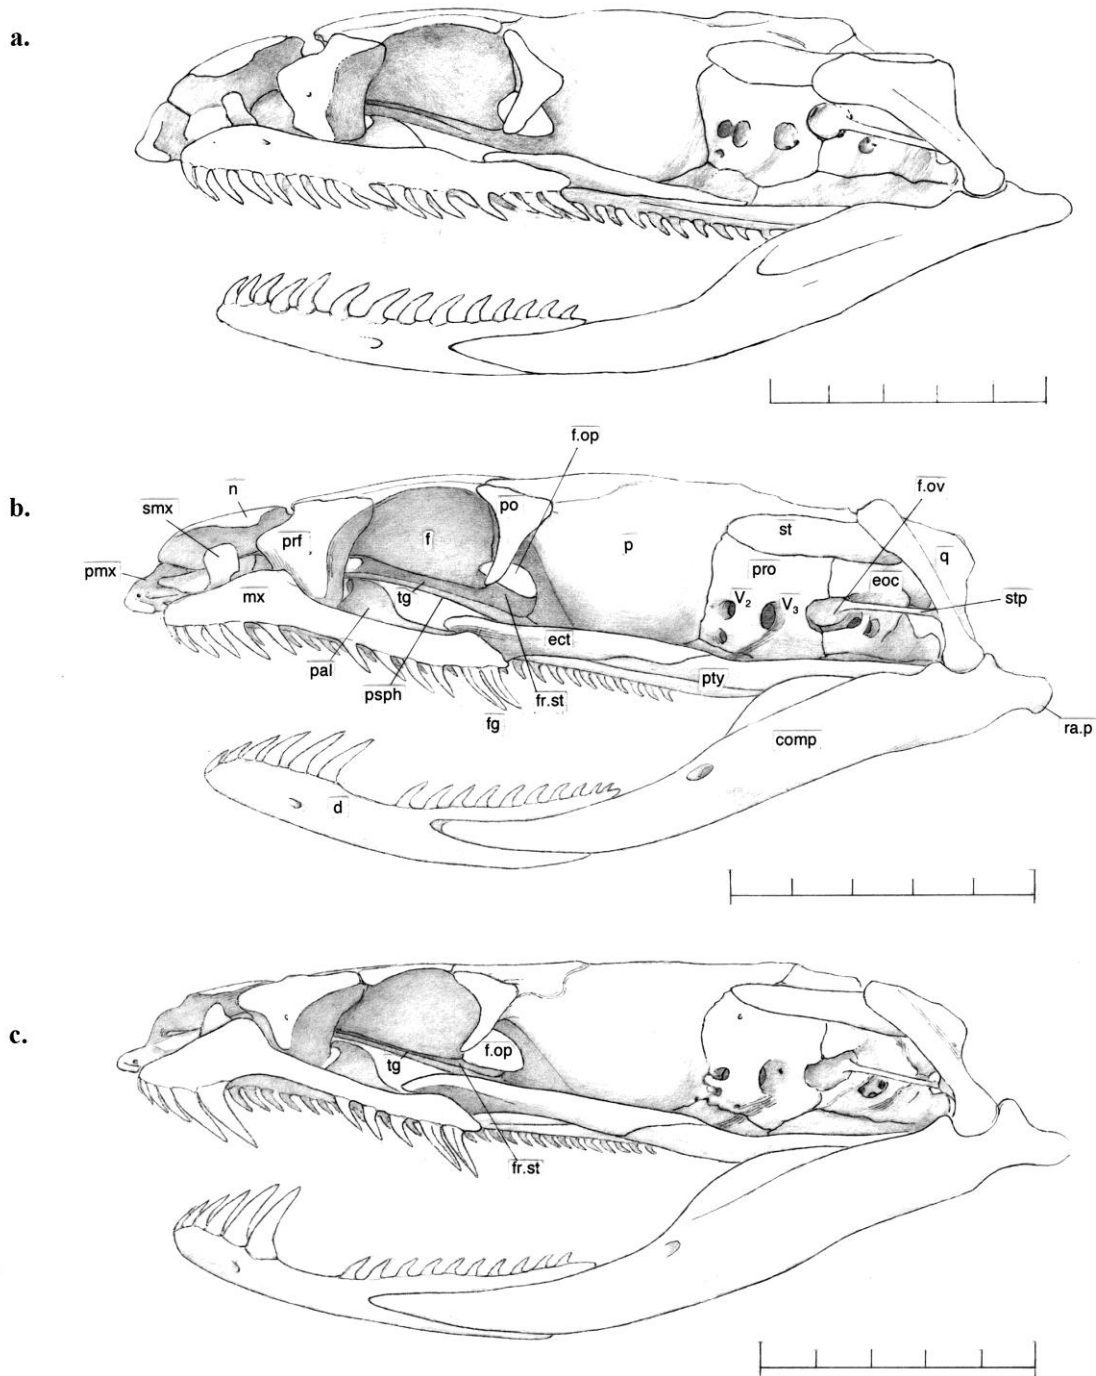 a.
b.
f.op
n
smx
po
f.ov
st
q
prf
f
p
pmx
pro
eoc
mx
tg
V2
V3
stp
ect
pal
psph
fr.st
pty
fg
comp
ra.p
d
c.
f.op
tg
fr.st